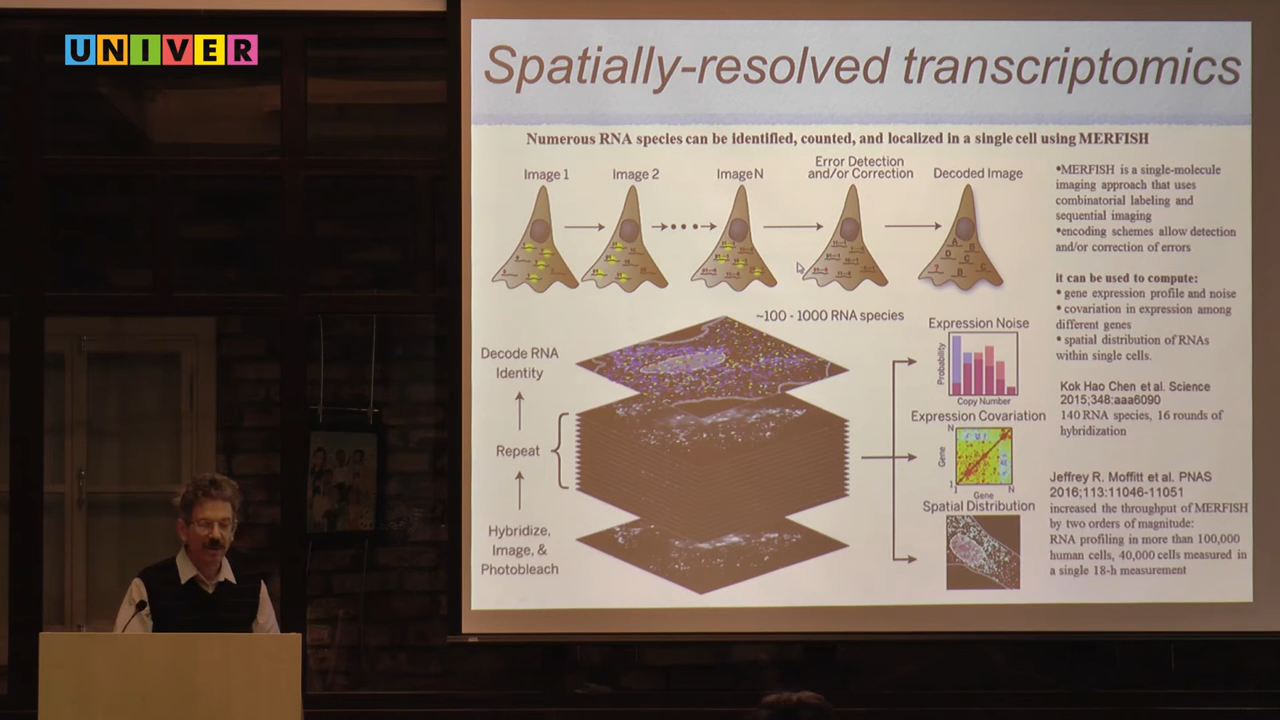 UNIVER
Spatially-resolved transcriptomics
Numerous RNA species can be identified, counted, and localized in a single cell using MERFISH
Image 1
Image 2
Image N
Error Detection
and/or Correction
Decoded Image
~100 - 1000 RNA species
Decode RNA
Identity
Repeat
Hybridize,
Image, &
Photobleach
Expression Noise
Probability
Copy Number
Expression Covariation
N
Gene
1
1
N
Gene
Spatial Distribution
•MERFISH is a single-molecule
imaging approach that uses
combinatorial labeling and
sequential imaging
•encoding schemes allow detection
and/or correction of errors
it can be used to compute:
• gene expression profile and noise
• covariation in expression among
different genes
• spatial distribution of RNAs
within single cells.
Kok Hao Chen et al. Science
2015;348:aaa6090
140 RNA species, 16 rounds of
hybridization
Jeffrey R. Moffitt et al. PNAS
2016;113:11046-11051
increased the throughput of MERFISH
by two orders of magnitude:
RNA profiling in more than 100,000
human cells, 40,000 cells measured in
a single 18-h measurement